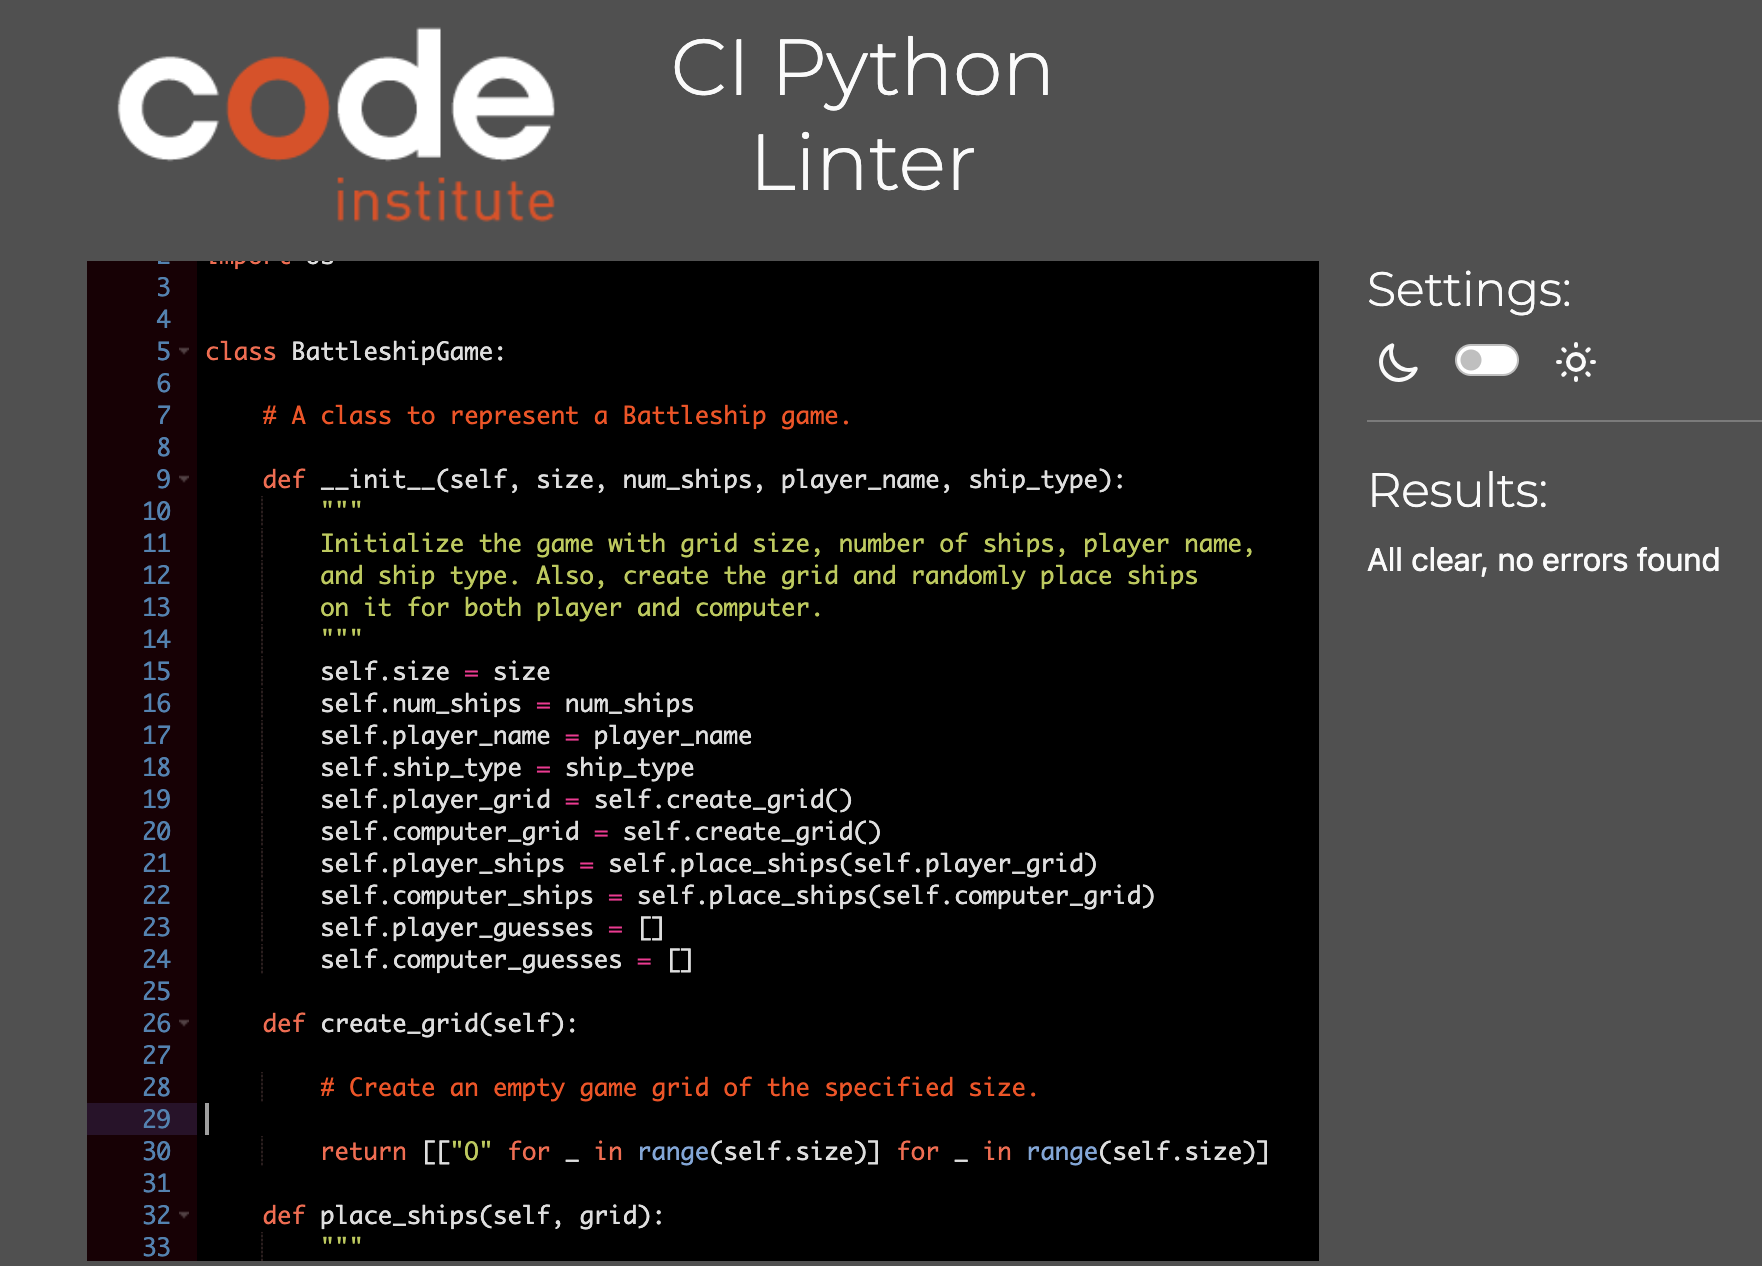 code
institute
CI Python
Linter
2 import os
3
4
5 class BattleshipGame:
6
7 # A class to represent a Battleship game.
8
9 def __init__(self, size, num_ships, player_name, ship_type):
10 """
11 Initialize the game with grid size, number of ships, player name,
12 and ship type. Also, create the grid and randomly place ships
13 on it for both player and computer.
14 """
15 self.size = size
16 self.num_ships = num_ships
17 self.player_name = player_name
18 self.ship_type = ship_type
19 self.player_grid = self.create_grid()
20 self.computer_grid = self.create_grid()
21 self.player_ships = self.place_ships(self.player_grid)
22 self.computer_ships = self.place_ships(self.computer_grid)
23 self.player_guesses = []
24 self.computer_guesses = []
25
26 def create_grid(self):
27
28 # Create an empty game grid of the specified size.
29
30 return [["O" for _ in range(self.size)] for _ in range(self.size)]
31
32 def place_ships(self, grid):
33 """
Settings:
Results:
All clear, no errors found